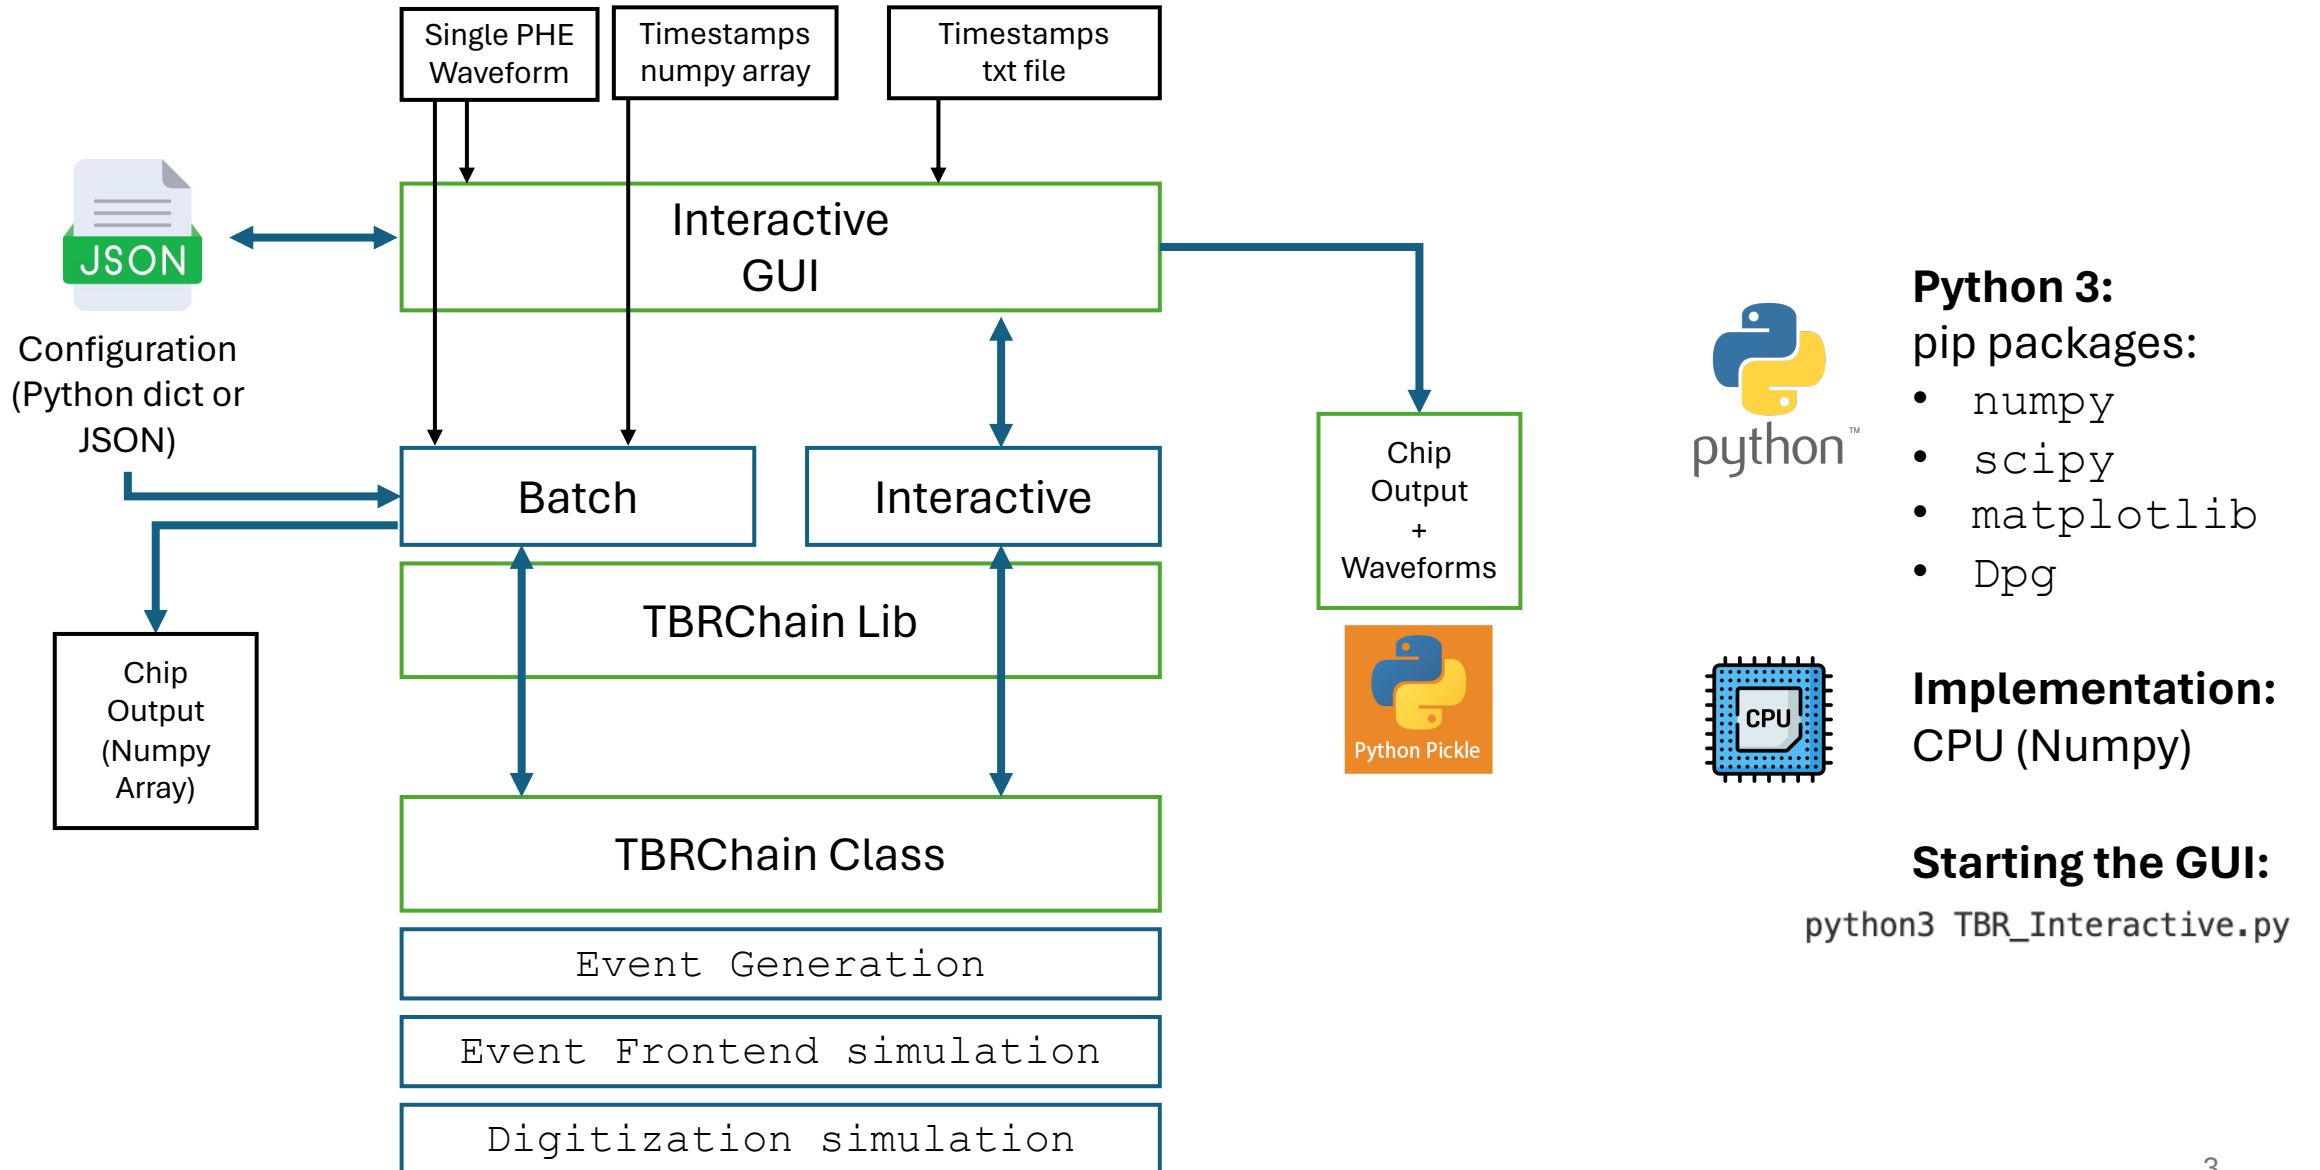 Single PHE
Waveform
Timestamps
numpy array
Timestamps
txt file
JSON
Configuration
(Python dict or
JSON)
Interactive
GUI
Batch
Interactive
TBRChain Lib
TBRChain Class
Event Generation
Event Frontend simulation
Digitization simulation
Chip
Output
(Numpy
Array)
Chip
Output
+
Waveforms
Python Pickle
python™
Python 3:
pip packages:
• numpy
• scipy
• matplotlib
• Dpg
CPU
Implementation:
CPU (Numpy)
Starting the GUI:
python3 TBR_Interactive.py
3